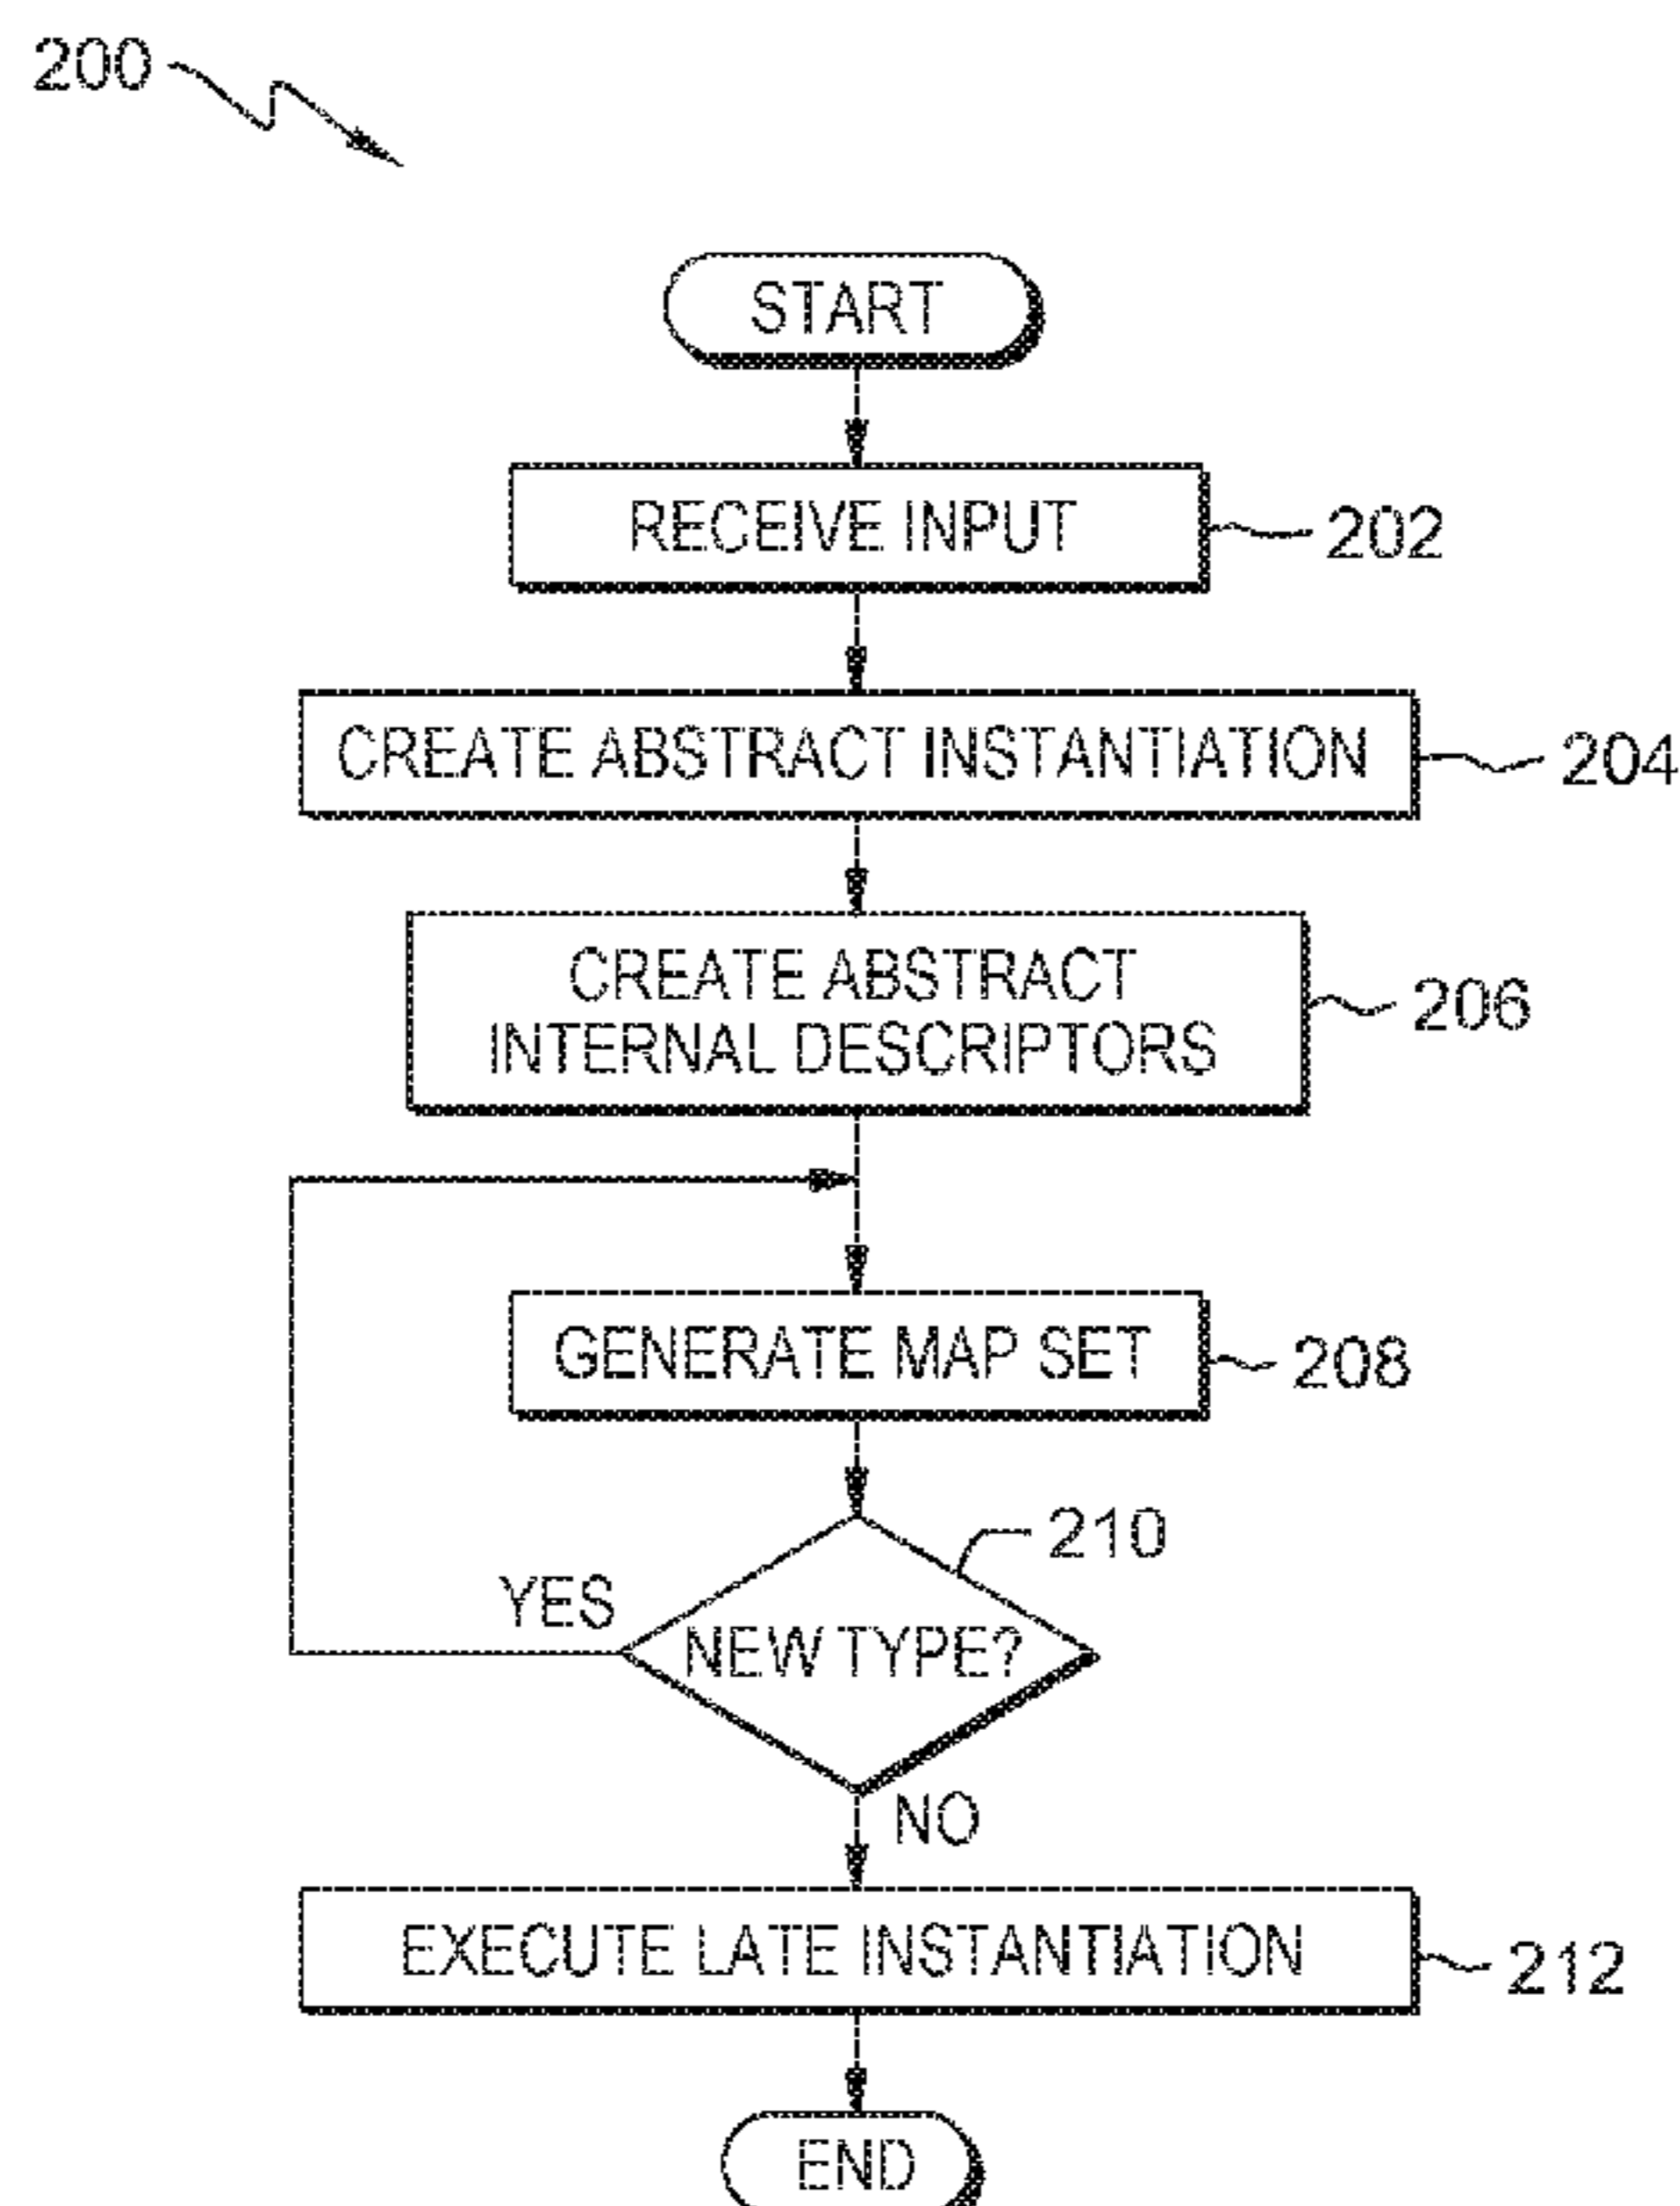 200
START
RECEIVE INPUT
202
CREATE ABSTRACT INSTANTIATION
204
CREATE ABSTRACT
INTERNAL DESCRIPTORS
206
GENERATE MAP SET
208
210
YES
NEW TYPE?
NO
EXECUTE LATE INSTANTIATION
212
END